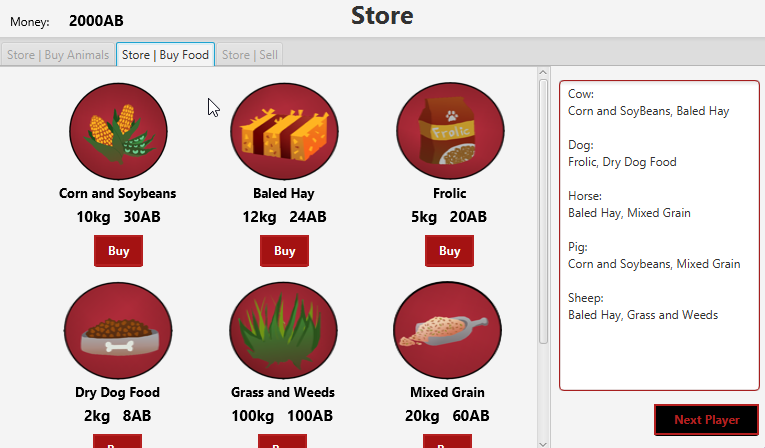 Store
Money: 2000AB
Store | Buy Animals Store | Buy Food Store | Sell
Frolic
Corn and Soybeans Baled Hay Frolic
10kg 30AB 12kg 24AB 5kg 20AB
Buy Buy Buy
Dry Dog Food Grass and Weeds Mixed Grain
2kg 8AB 100kg 100AB 20kg 60AB
Buy Buy Buy
Cow:
Corn and SoyBeans, Baled Hay
Dog:
Frolic, Dry Dog Food
Horse:
Baled Hay, Mixed Grain
Pig:
Corn and Soybeans, Mixed Grain
Sheep:
Baled Hay, Grass and Weeds
Next Player